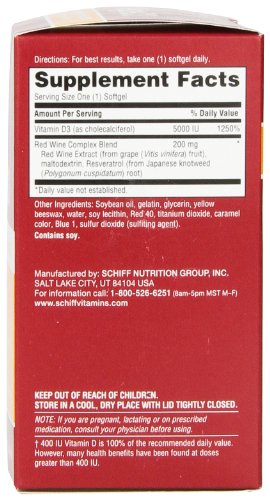 Directions: For best results, take one (1) softgel daily.
Supplement Facts
Serving Size One (1) Softgel
Amount Per Serving % Daily Value
Vitamin D3 (as cholecalciferol) 5000 IU 1250%
Red Wine Complex Blend 200 mg *
Red Wine Extract (from grape (Vitis vinifera) fruit),
maltodextrin, Resveratrol (from Japanese knotweed
(Polygonum cuspidatum) root)
*Daily value not established.
Other Ingredients: Soybean oil, gelatin, glycerin, yellow
beeswax, water, soy lecithin, Red 40, titanium dioxide, caramel
color, Blue 1, sulfur dioxide (sulfiting agent).
Contains soy.
Manufactured by: SCHIFF NUTRITION GROUP, INC.
SALT LAKE CITY, UT 84104 USA
For information call: 1-800-526-6251 (8am-5pm MST M-F)
www.schiffvitamins.com
KEEP OUT OF REACH OF CHILDREN.
STORE IN A COOL, DRY PLACE WITH LID TIGHTLY CLOSED.
NOTE: If you are pregnant, lactating or on prescribed
medication, consult your physician before using.
† 400 IU Vitamin D is 100% of the recommended daily value.
However, many health benefits have been found at doses
greater than 400 IU.